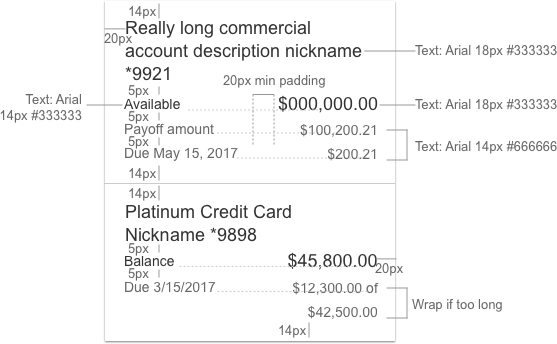 14px
20px
Really long commercial
account description nickname
*9921
Text: Arial 18px #333333
20px min padding
5px
Text: Arial
14px #333333
Available
$000,000.00
Text: Arial 18px #333333
5px
Payoff amount
$100,200.21
5px
Due May 15, 2017
$200.21
Text: Arial 14px #666666
14px
14px
Platinum Credit Card
Nickname *9898
5px
Balance
$45,800.00
20px
5px
Due 3/15/2017
$12,300.00 of
$42,500.00
Wrap if too long
14px